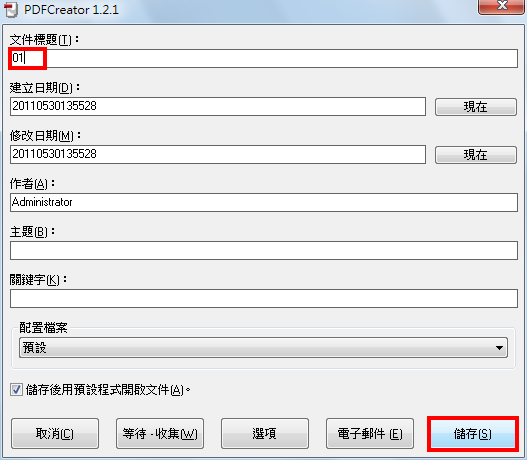 PDFCreator 1.2.1
文件標題(T)：
01
建立日期(D)：
20110530135528
現在
修改日期(M)：
20110530135528
現在
作者(A)：
Administrator
主題(B)：
關鍵字(K)：
配置檔案
預設
儲存後用預設程式開啟文件(A)。
取消(C)
等待 - 收集(W)
選項
電子郵件 (E)
儲存(S)